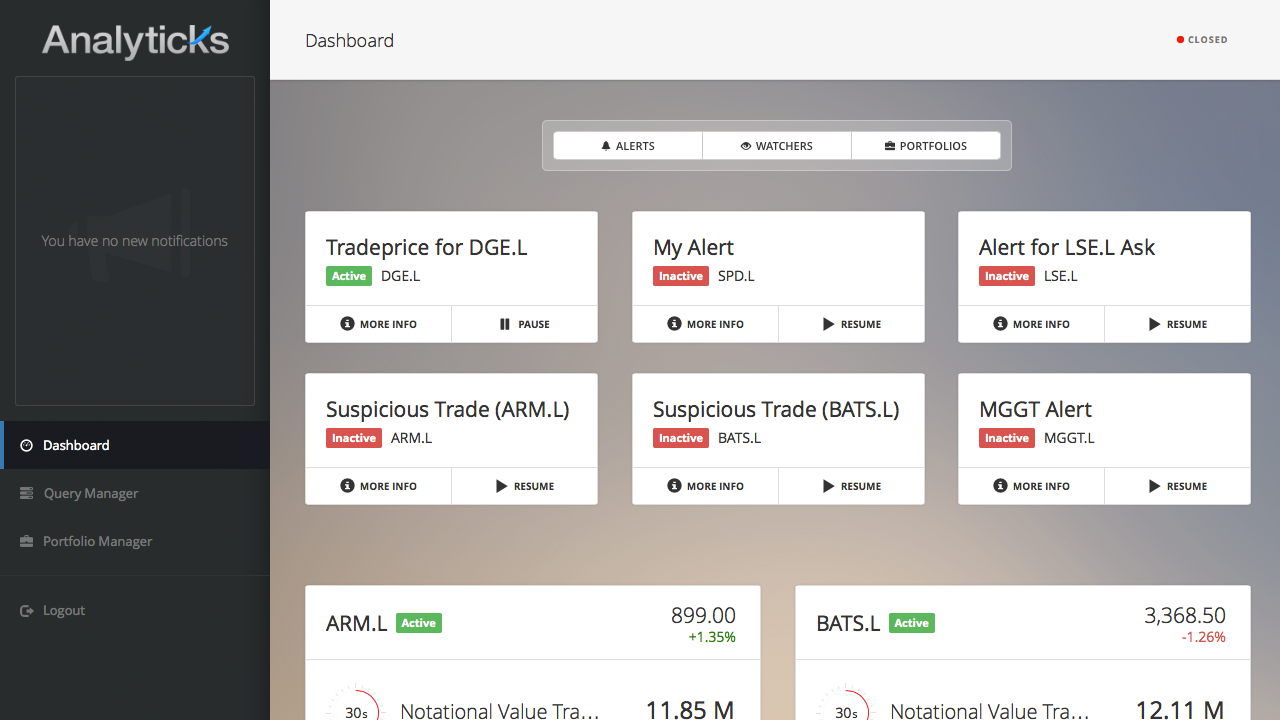 Analyticks
You have no new notifications
Dashboard
Query Manager
Portfolio Manager
Logout
Dashboard
CLOSED
ALERTS
WATCHERS
PORTFOLIOS
Tradeprice for DGE.L
Active DGE.L
MORE INFO
PAUSE
My Alert
Inactive SPD.L
MORE INFO
RESUME
Alert for LSE.L Ask
Inactive LSE.L
MORE INFO
RESUME
Suspicious Trade (ARM.L)
Inactive ARM.L
MORE INFO
RESUME
Suspicious Trade (BATS.L)
Inactive BATS.L
MORE INFO
RESUME
MGGT Alert
Inactive MGGT.L
MORE INFO
RESUME
ARM.L Active
899.00
+1.35%
30s
Notational Value Tra...
11.85 M
BATS.L Active
3,368.50
-1.26%
30s
Notational Value Tra...
12.11 M